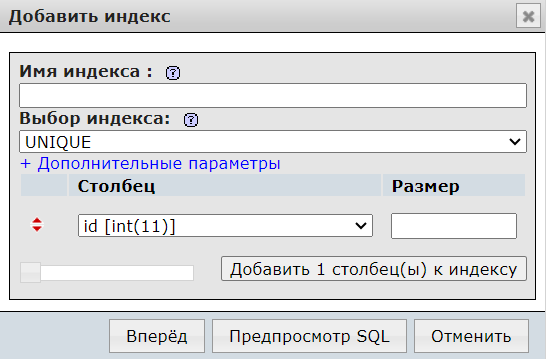 Добавить индекс
Имя индекса :
Выбор индекса:
UNIQUE
+ Дополнительные параметры
Столбец Размер
id [int(11)]
Добавить 1 столбец(ы) к индексу
Вперёд Предпросмотр SQL Отменить